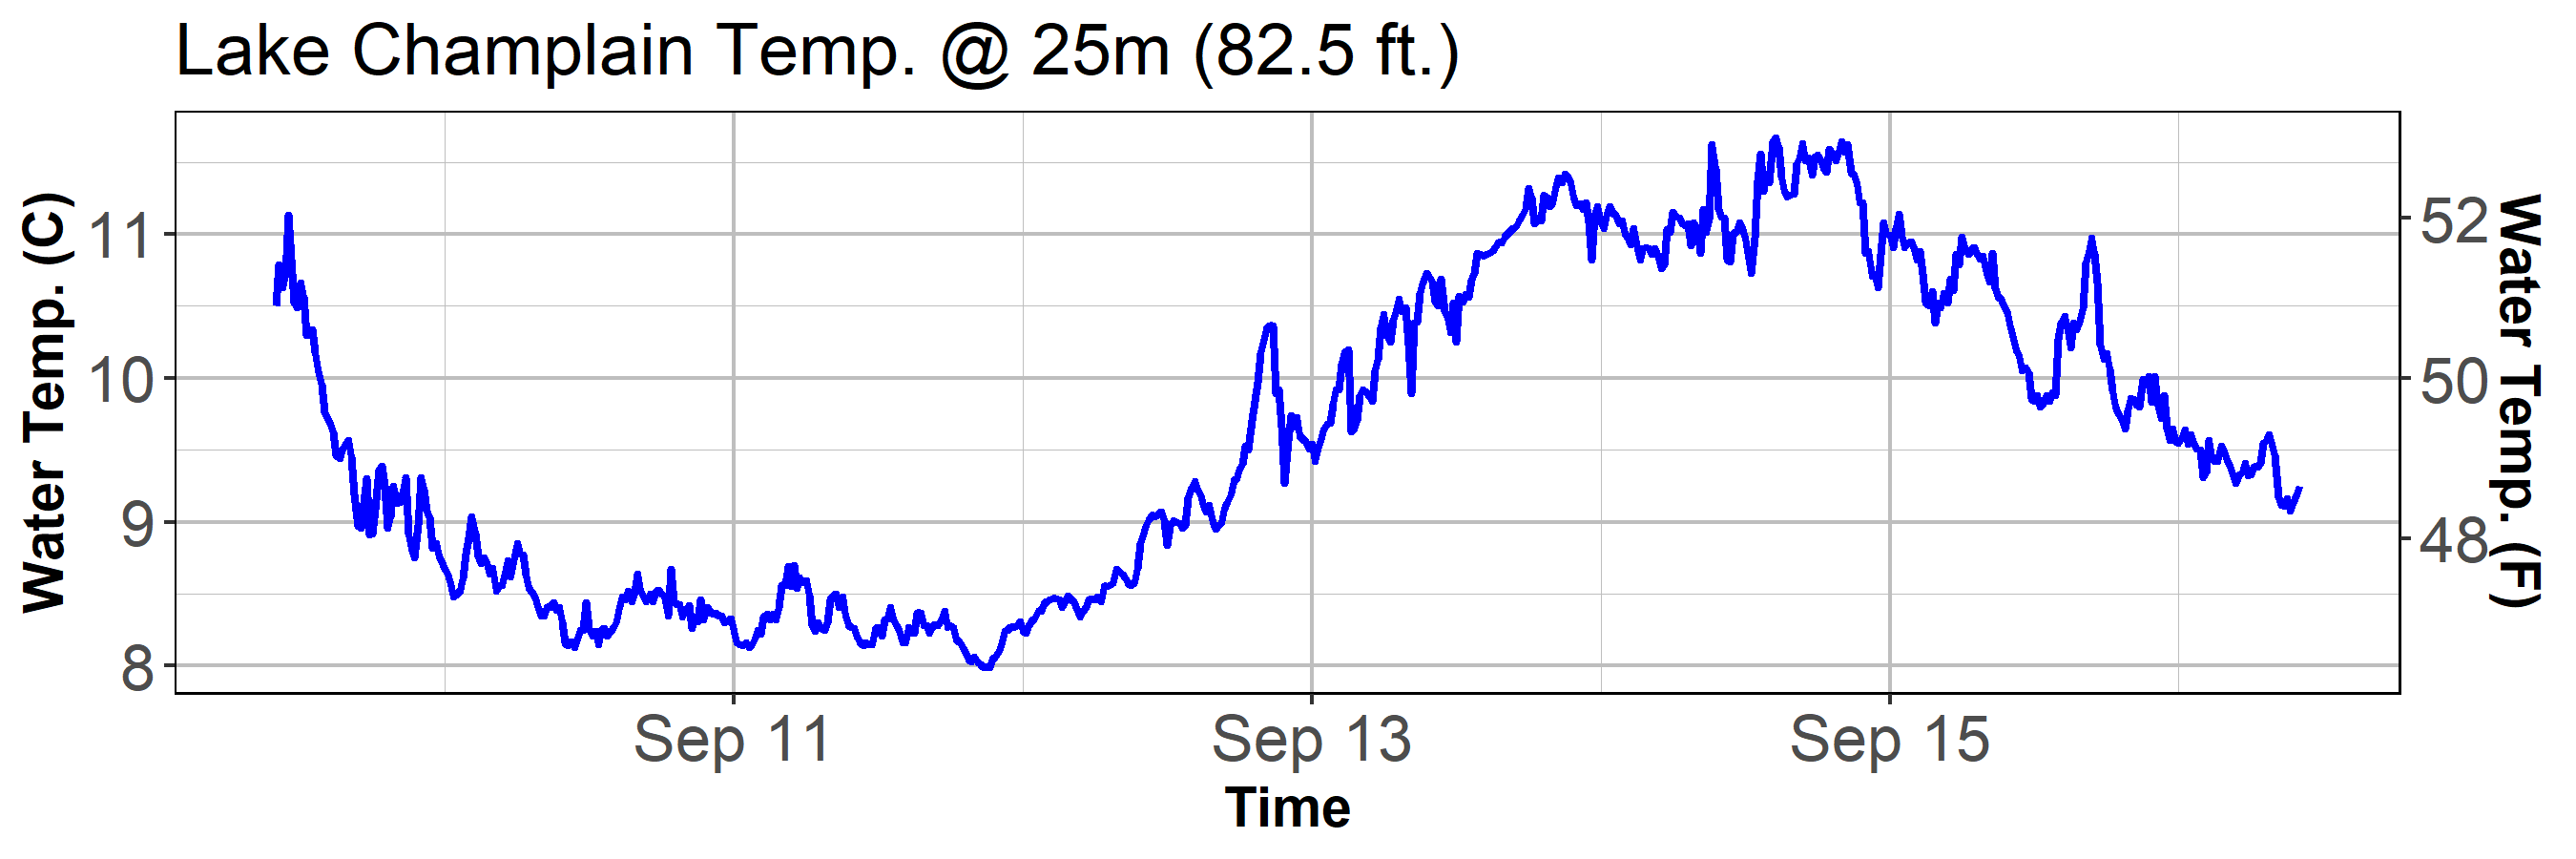 Lake Champlain Temp. @ 25m (82.5 ft.)
Water Temp. (C)
11
10
9
8
52
50
48
Water Temp. (F)
Sep 11
Sep 13
Sep 15
Time